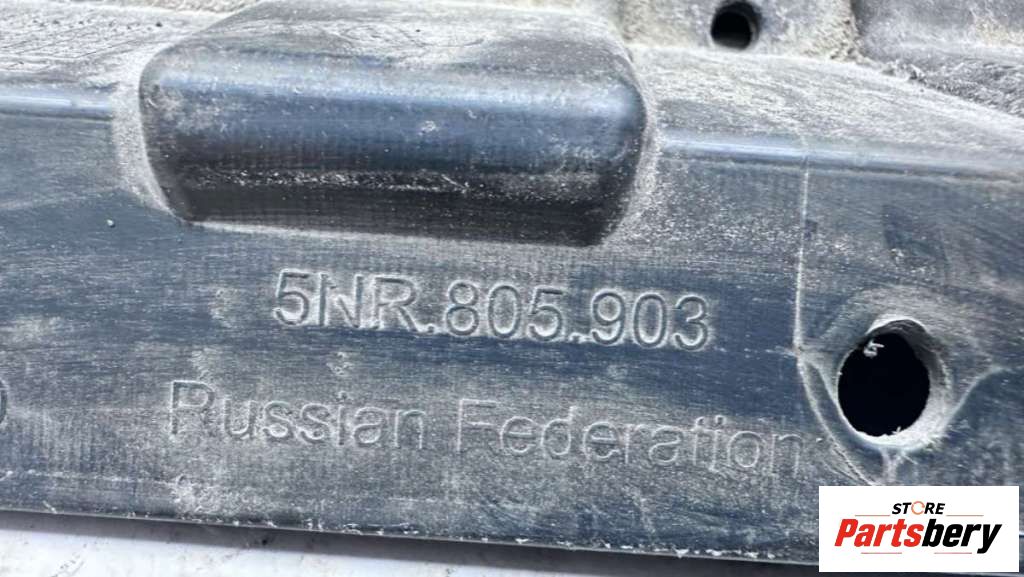 5NR.805.903
Russian Federation
STORE
Partsbery